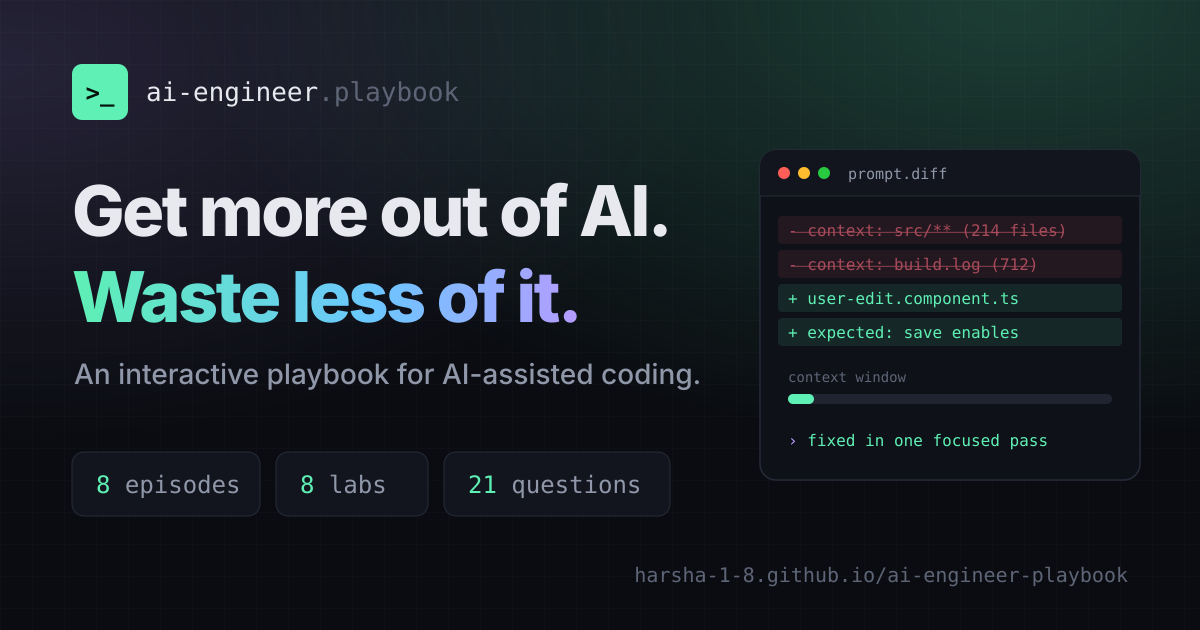 >_
ai-engineer.playbook
Get more out of AI.
Waste less of it.
An interactive playbook for AI-assisted coding.
8 episodes
8 labs
21 questions
prompt.diff
- context: src/** (214 files)
- context: build.log (712)
+ user-edit.component.ts
+ expected: save enables
context window
› fixed in one focused pass
harsha-1-8.github.io/ai-engineer-playbook